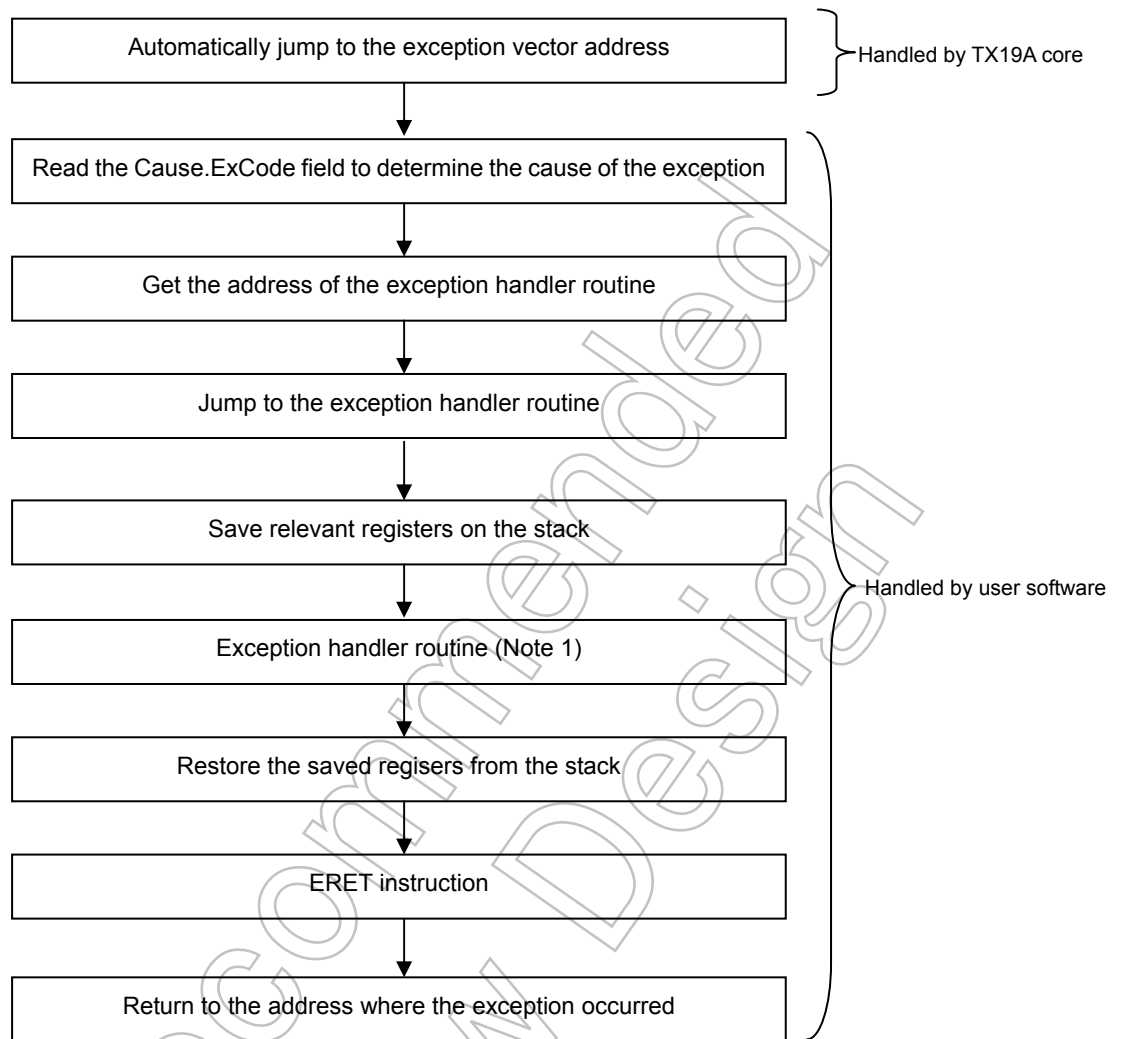 Automatically jump to the exception vector address
Handled by TX19A core
Read the Cause.ExCode field to determine the cause of the exception
Get the address of the exception handler routine
Jump to the exception handler routine
Save relevant registers on the stack
Handled by user software
Exception handler routine (Note 1)
Restore the saved regisers from the stack
ERET instruction
Return to the address where the exception occurred
ecommended
w Design